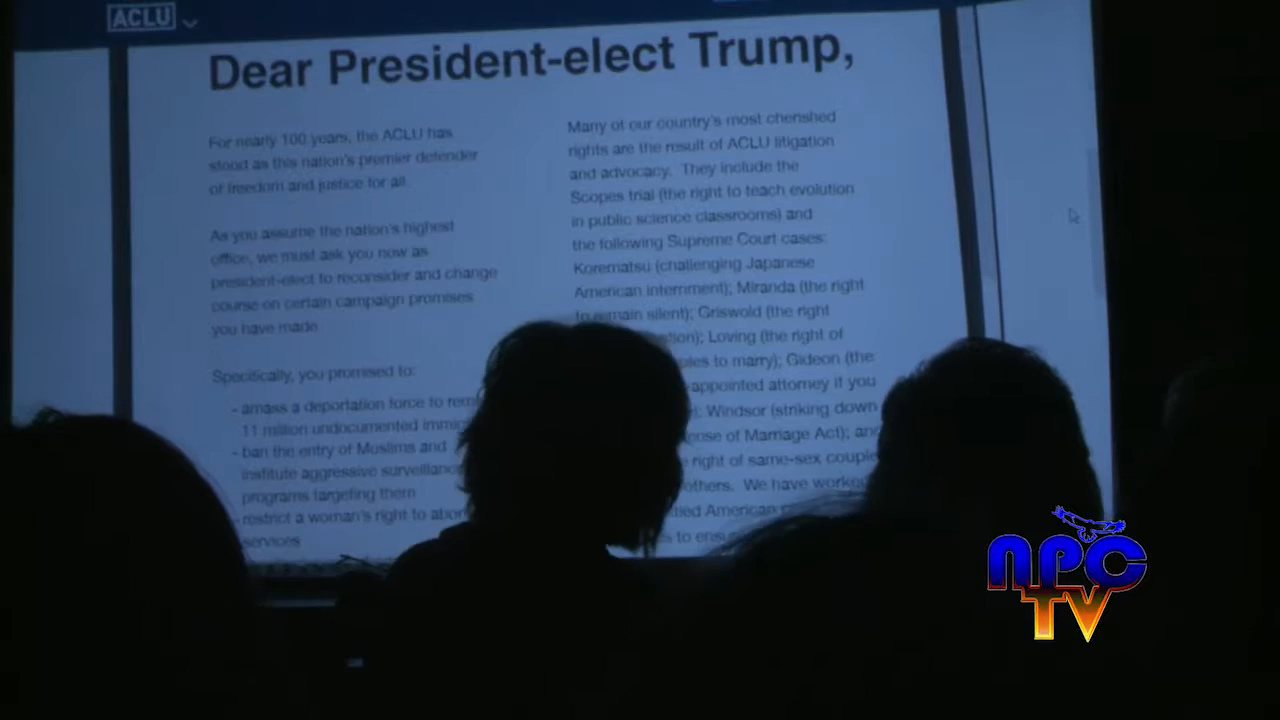 ACLU
Dear President-elect Trump,
For nearly 100 years, the ACLU has
stood as this nation's premier defender
of freedom and justice for all.
As you assume the nation's highest
office, we must ask you now as
president-elect to reconsider and change
course on certain campaign promises
you have made.
Specifically, you promised to:
- amass a deportation force to
11 million undocumented
- ban the entry of Muslims and
institute aggressive
programs targeting them
- restrict a woman's right to
services
Many of our country's most cherished
rights are the result of ACLU litigation
and advocacy. They include the
Scopes trial (the right to teach evolution
in public science classrooms) and
the following Supreme Court cases:
Korematsu (challenging Japanese
American internment); Miranda (the right
to remain silent); Griswold (the right
Loving (the right of
to marry); Gideon (the
appointed attorney if you
Windsor (striking down
of Marriage Act); and
right of same-sex couple
others. We have
American
to
NPC
TV